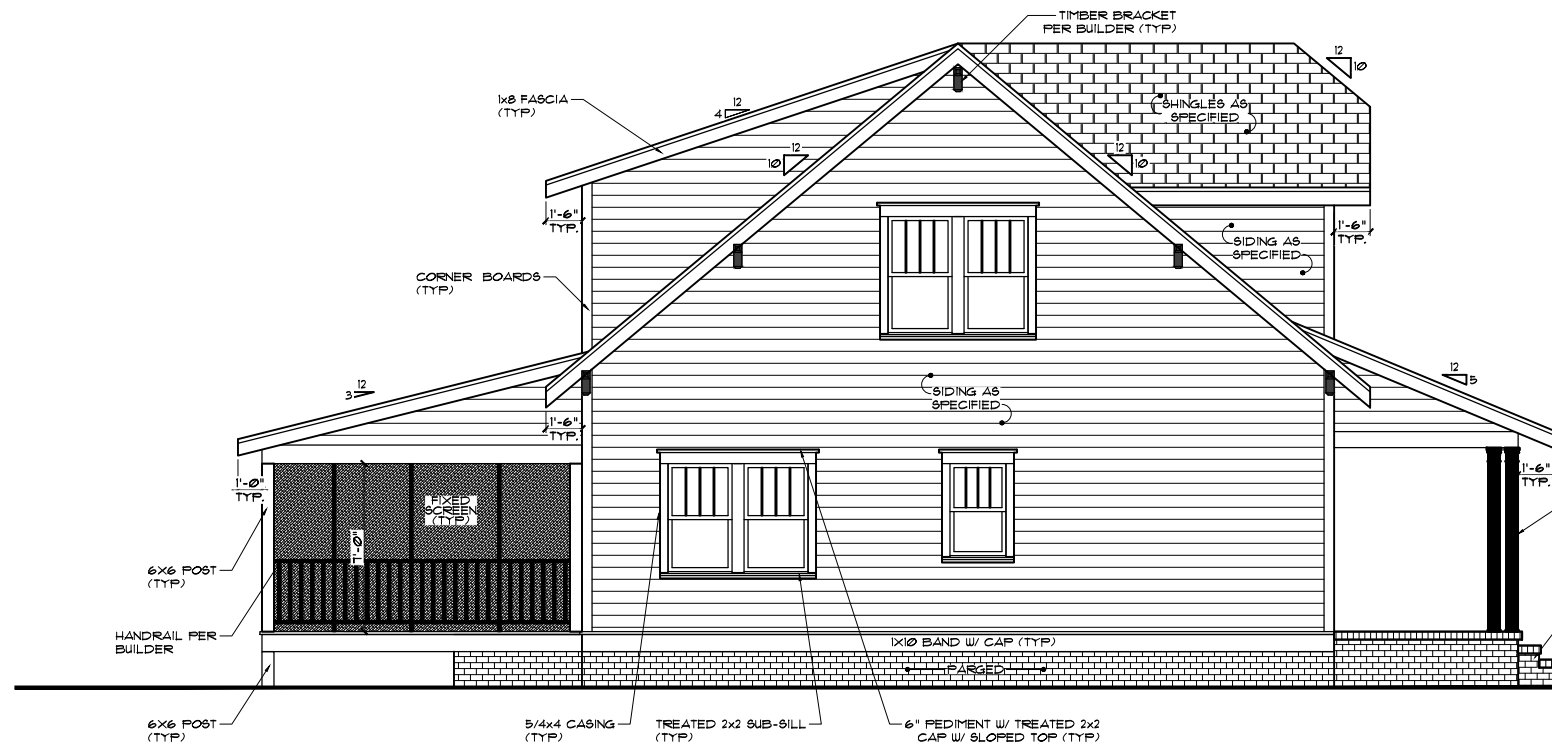 TIMBER BRACKET
PER BUILDER (TYP)
12
10
1x8 FASCIA
(TYP)
12
4
SHINGLES AS
SPECIFIED
12
10
12
10
1'-6"
TYP.
1'-6"
TYP.
SIDING AS
SPECIFIED
CORNER BOARDS
(TYP)
12
3
12
5
SIDING AS
SPECIFIED
1'-6"
TYP.
1'-0"
TYP.
FIXED
SCREEN
(TYP)
1'-6"
TYP.
7'-0"
6X6 POST
(TYP)
HANDRAIL PER
BUILDER
1X10 BAND W/ CAP (TYP)
PARGED
6X6 POST
(TYP)
5/4x4 CASING
(TYP)
TREATED 2x2 SUB-SILL
(TYP)
6" PEDIMENT W/ TREATED 2x2
CAP W/ SLOPED TOP (TYP)